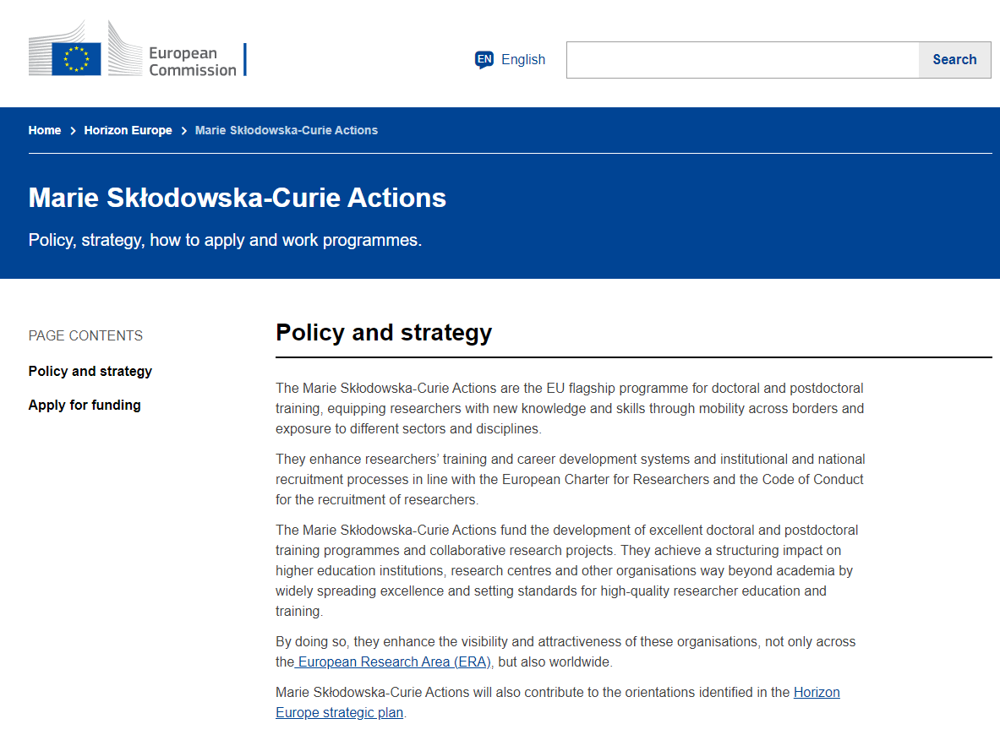 European
Commission
EN English
Search
Home > Horizon Europe > Marie Skłodowska-Curie Actions
Marie Skłodowska-Curie Actions
Policy, strategy, how to apply and work programmes.
PAGE CONTENTS
Policy and strategy
Apply for funding
Policy and strategy
The Marie Skłodowska-Curie Actions are the EU flagship programme for doctoral and postdoctoral
training, equipping researchers with new knowledge and skills through mobility across borders and
exposure to different sectors and disciplines.
They enhance researchers’ training and career development systems and institutional and national
recruitment processes in line with the European Charter for Researchers and the Code of Conduct
for the recruitment of researchers.
The Marie Skłodowska-Curie Actions fund the development of excellent doctoral and postdoctoral
training programmes and collaborative research projects. They achieve a structuring impact on
higher education institutions, research centres and other organisations way beyond academia by
widely spreading excellence and setting standards for high-quality researcher education and
training.
By doing so, they enhance the visibility and attractiveness of these organisations, not only across
the European Research Area (ERA), but also worldwide.
Marie Skłodowska-Curie Actions will also contribute to the orientations identified in the Horizon
Europe strategic plan.